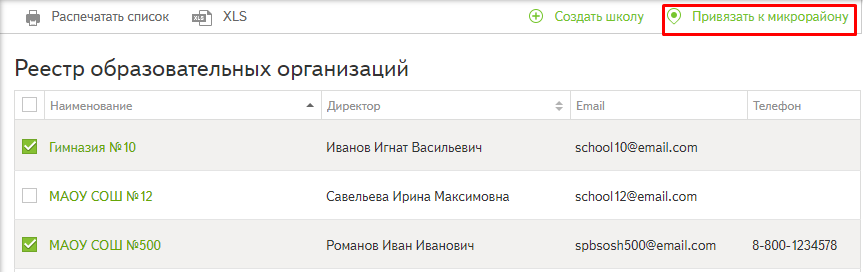 Распечатать список XLS Создать школу Привязать к микрорайону
Реестр образовательных организаций
Наименование Директор Email Телефон
Гимназия №10 Иванов Игнат Васильевич school10@email.com
МАОУ СОШ №12 Савельева Ирина Максимовна school12@email.com
МАОУ СОШ №500 Романов Иван Иванович spbsosh500@email.com 8-800-1234578